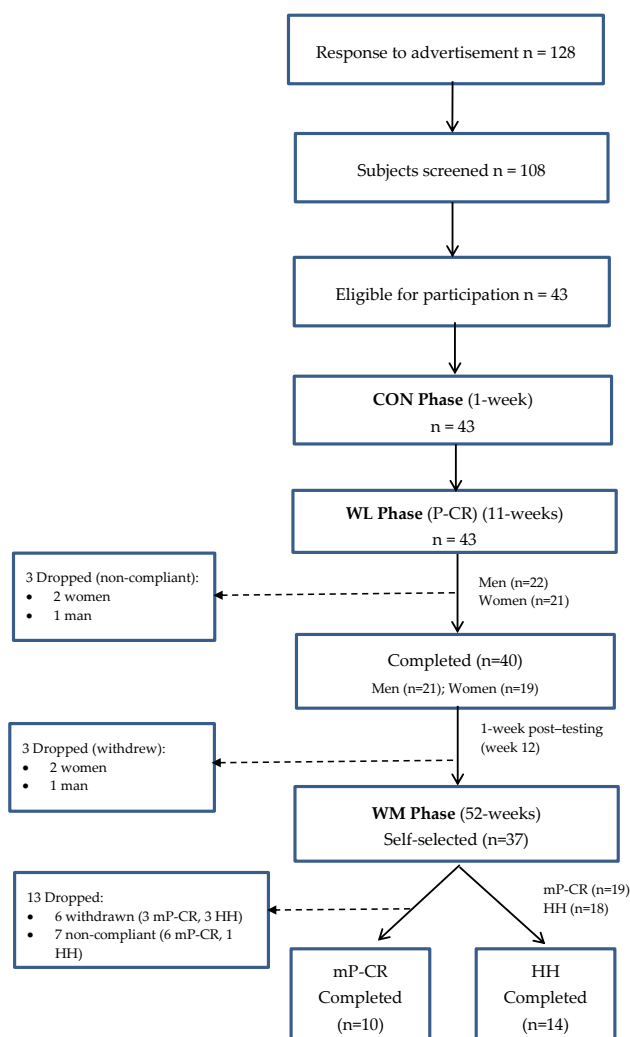 Response to advertisement n = 128
Subjects screened n = 108
Eligible for participation n = 43
CON Phase (1-week)
n = 43
WL Phase (P-CR) (11-weeks)
n = 43
3 Dropped (non-compliant):
• 2 women
• 1 man
Men (n=22)
Women (n=21)
Completed (n=40)
Men (n=21); Women (n=19)
3 Dropped (withdrew):
• 2 women
• 1 man
1-week post–testing
(week 12)
WM Phase (52-weeks)
Self-selected (n=37)
13 Dropped:
• 6 withdrawn (3 mP-CR, 3 HH)
• 7 non-compliant (6 mP-CR, 1
HH)
mP-CR (n=19)
HH (n=18)
mP-CR
Completed
(n=10)
HH
Completed
(n=14)